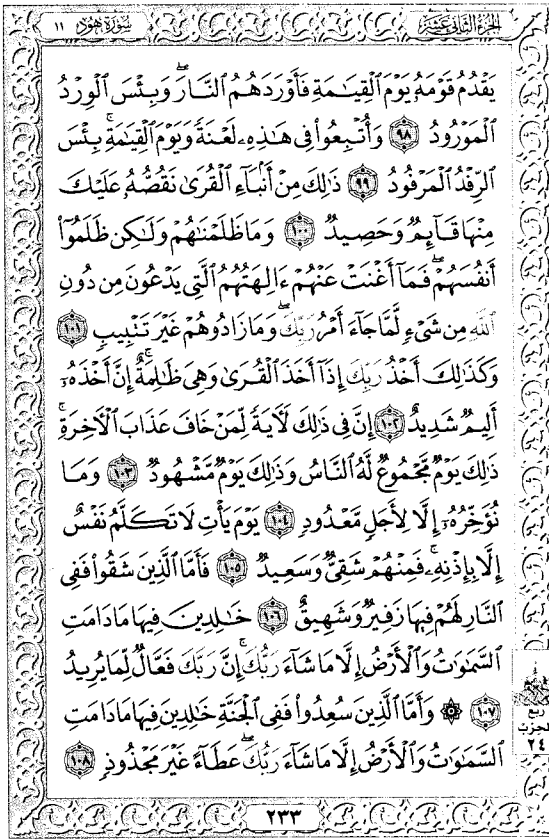 الجزء الثاني عشر سورة هود ١١
يَقْدُمُ قَوْمَهُۥ يَوْمَ ٱلْقِيَٰمَةِ فَأَوْرَدَهُمُ ٱلنَّارَ ۖ وَبِئْسَ ٱلْوِرْدُ
ٱلْمَوْرُودُ ٩٨ وَأُتْبِعُوا۟ فِى هَٰذِهِۦ لَعْنَةً وَيَوْمَ ٱلْقِيَٰمَةِ ۚ بِئْسَ
ٱلرِّفْدُ ٱلْمَرْفُودُ ٩٩ ذَٰلِكَ مِنْ أَنۢبَآءِ ٱلْقُرَىٰ نَقُصُّهُۥ عَلَيْكَ
مِنْهَا قَآئِمٌ وَحَصِيدٌ ١٠٠ وَمَا ظَلَمْنَٰهُمْ وَلَٰكِن ظَلَمُوٓا۟
أَنفُسَهُمْ ۖ فَمَآ أَغْنَتْ عَنْهُمْ ءَالِهَتُهُمُ ٱلَّتِى يَدْعُونَ مِن دُونِ
ٱللَّهِ مِن شَىْءٍ لَّمَّا جَآءَ أَمْرُ رَبِّكَ ۖ وَمَا زَادُوهُمْ غَيْرَ تَتْبِيبٍ ١٠١
وَكَذَٰلِكَ أَخْذُ رَبِّكَ إِذَآ أَخَذَ ٱلْقُرَىٰ وَهِىَ ظَٰلِمَةٌ ۚ إِنَّ أَخْذَهُۥٓ
أَلِيمٌ شَدِيدٌ ١٠٢ إِنَّ فِى ذَٰلِكَ لَءَايَةً لِّمَنْ خَافَ عَذَابَ ٱلْءَاخِرَةِ ۚ
ذَٰلِكَ يَوْمٌ مَّجْمُوعٌ لَّهُ ٱلنَّاسُ وَذَٰلِكَ يَوْمٌ مَّشْهُودٌ ١٠٣ وَمَا
نُؤَخِّرُهُۥٓ إِلَّا لِأَجَلٍ مَّعْدُودٍ ١٠٤ يَوْمَ يَأْتِ لَا تَكَلَّمُ نَفْسٌ
إِلَّا بِإِذْنِهِۦ ۚ فَمِنْهُمْ شَقِىٌّ وَسَعِيدٌ ١٠٥ فَأَمَّا ٱلَّذِينَ شَقُوا۟ فَفِى
ٱلنَّارِ لَهُمْ فِيهَا زَفِيرٌ وَشَهِيقٌ ١٠٦ خَٰلِدِينَ فِيهَا مَا دَامَتِ
ٱلسَّمَٰوَٰتُ وَٱلْأَرْضُ إِلَّا مَا شَآءَ رَبُّكَ ۚ إِنَّ رَبَّكَ فَعَّالٌ لِّمَا يُرِيدُ
١٠٧ ۞ وَأَمَّا ٱلَّذِينَ سُعِدُوا۟ فَفِى ٱلْجَنَّةِ خَٰلِدِينَ فِيهَا مَا دَامَتِ
ٱلسَّمَٰوَٰتُ وَٱلْأَرْضُ إِلَّا مَا شَآءَ رَبُّكَ ۖ عَطَآءً غَيْرَ مَجْذُوذٍ ١٠٨
ربع
الحزب
٢٤
٢٣٣